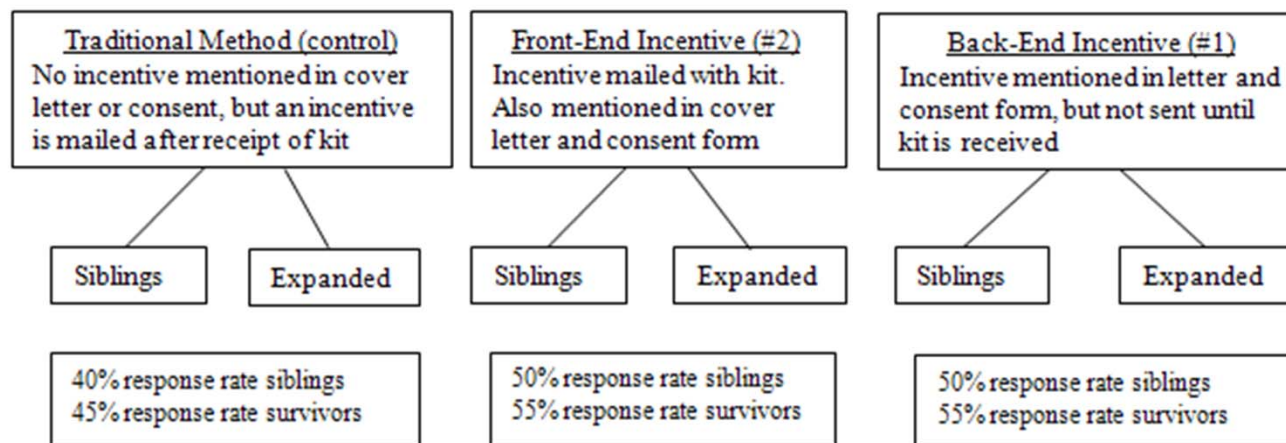 Traditional Method (control)
No incentive mentioned in cover
letter or consent, but an incentive
is mailed after receipt of kit
Front-End Incentive (#2)
Incentive mailed with kit.
Also mentioned in cover
letter and consent form
Back-End Incentive (#1)
Incentive mentioned in letter and
consent form, but not sent until
kit is received
Siblings
Expanded
Siblings
Expanded
Siblings
Expanded
40% response rate siblings
45% response rate survivors
50% response rate siblings
55% response rate survivors
50% response rate siblings
55% response rate survivors